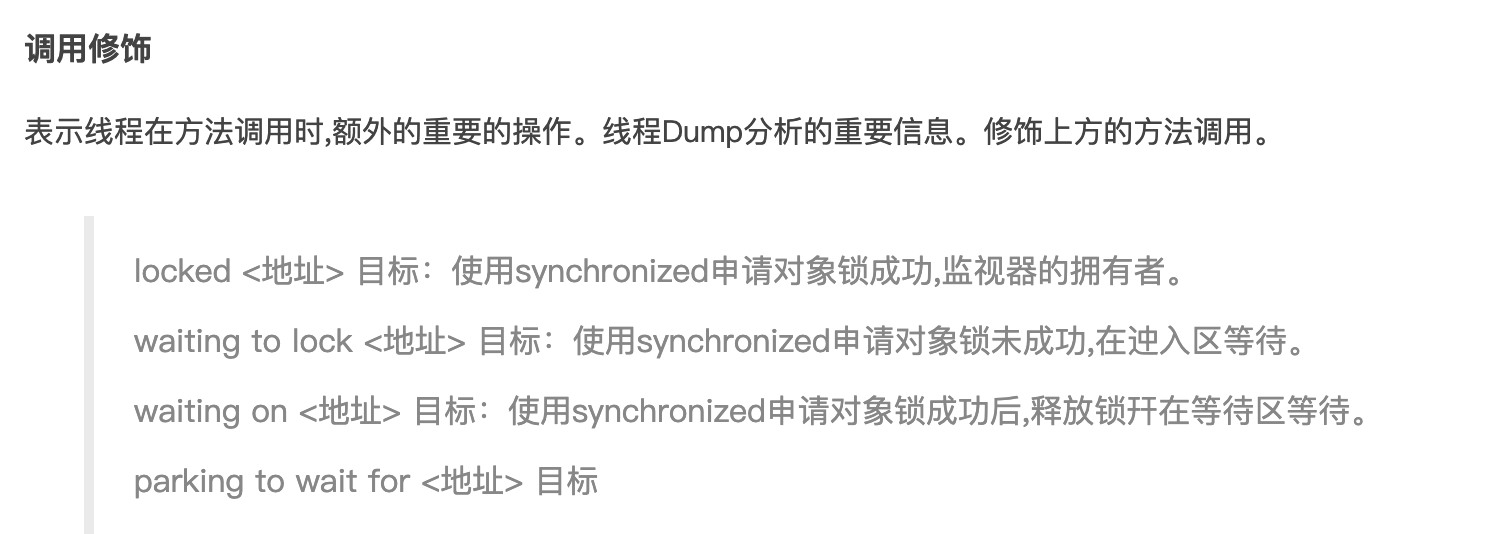 调用修饰
表示线程在方法调用时,额外的重要的操作。线程Dump分析的重要信息。修饰上方的方法调用。
locked <地址> 目标：使用synchronized申请对象锁成功,监视器的拥有者。
waiting to lock <地址> 目标：使用synchronized申请对象锁未成功,在迚入区等待。
waiting on <地址> 目标：使用synchronized申请对象锁成功后,释放锁幵在等待区等待。
parking to wait for <地址> 目标